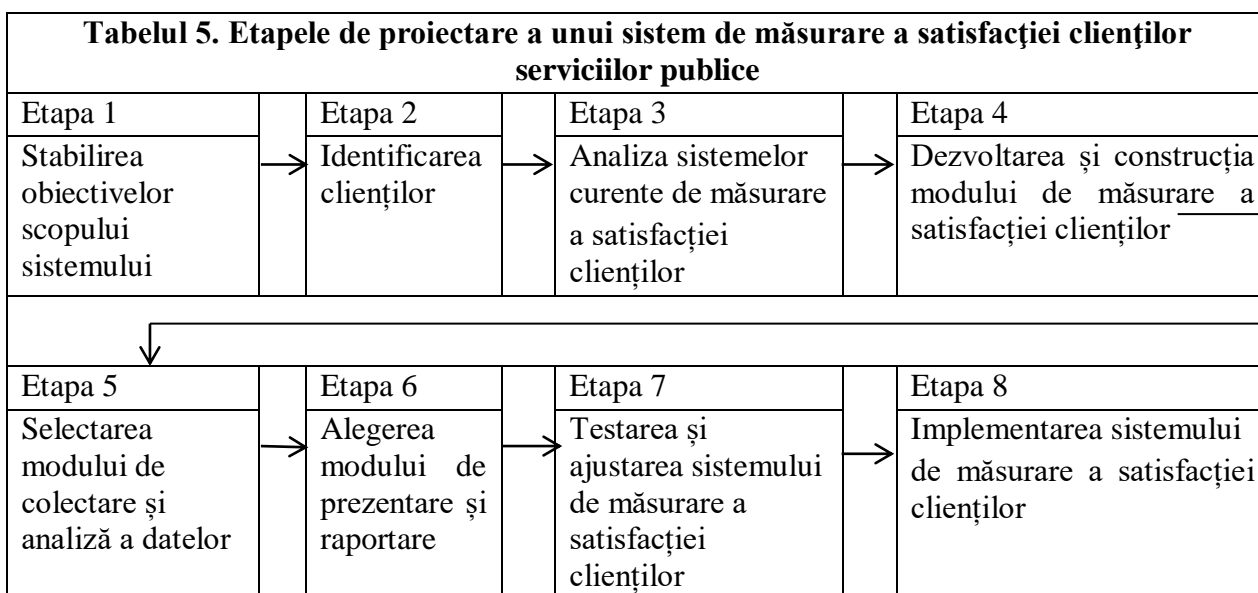 Tabelul 5. Etapele de proiectare a unui sistem de măsurare a satisfacţiei clienţilor
serviciilor publice
Etapa 1
Stabilirea
obiectivelor
scopului
sistemului
Etapa 2
Identificarea
clienților
Etapa 3
Analiza sistemelor
curente de măsurare
a satisfacției
clienților
Etapa 4
Dezvoltarea și construcția
modului de măsurare a
satisfacției clienților
Etapa 5
Selectarea
modului de
colectare și
analiză a datelor
Etapa 6
Alegerea
modului de
prezentare și
raportare
Etapa 7
Testarea și
ajustarea sistemului
de măsurare a
satisfacției
clienților
Etapa 8
Implementarea sistemului
de măsurare a satisfacției
clienților